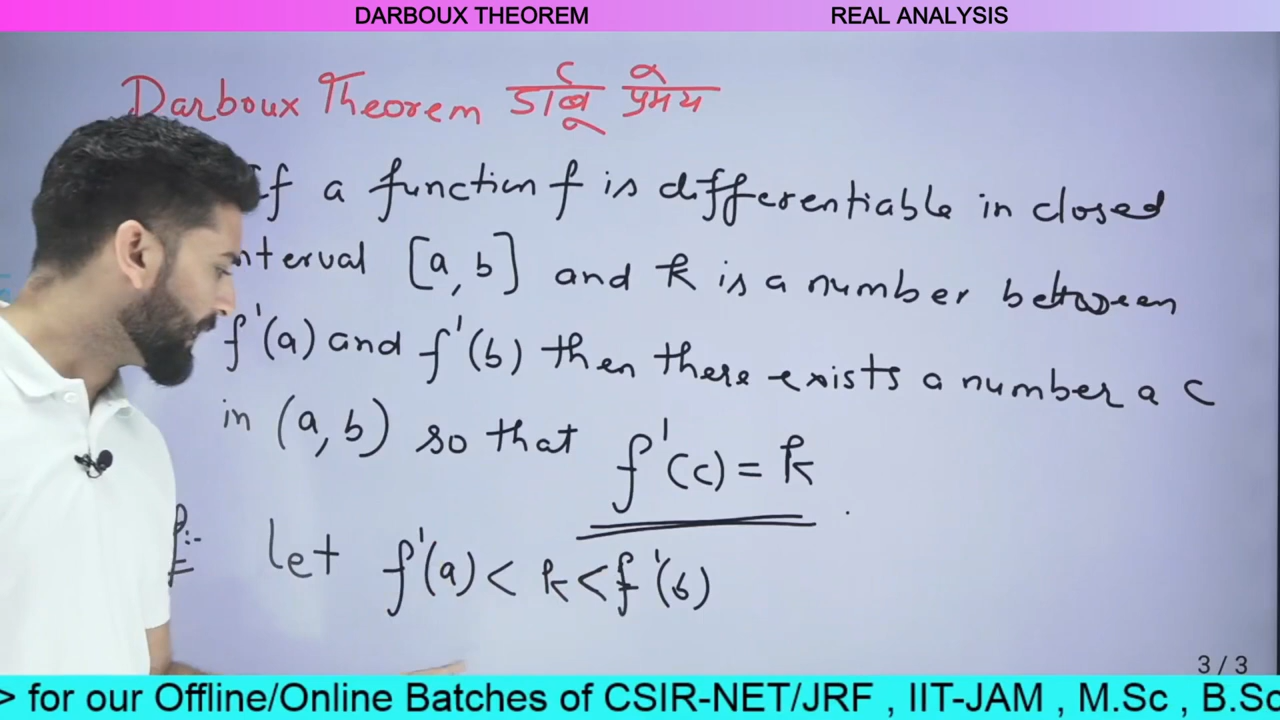 DARBOUX THEOREM REAL ANALYSIS
Darboux Theorem डार्बू प्रमेय
If a function f is differentiable in closed
interval [a, b] and k is a number between
f'(a) and f'(b) then there exists a number a c
in (a, b) so that f'(c) = k
Let f'(a) < k < f'(b)
3 / 3
> for our Offline/Online Batches of CSIR-NET/JRF , IIT-JAM , M.Sc , B.Sc